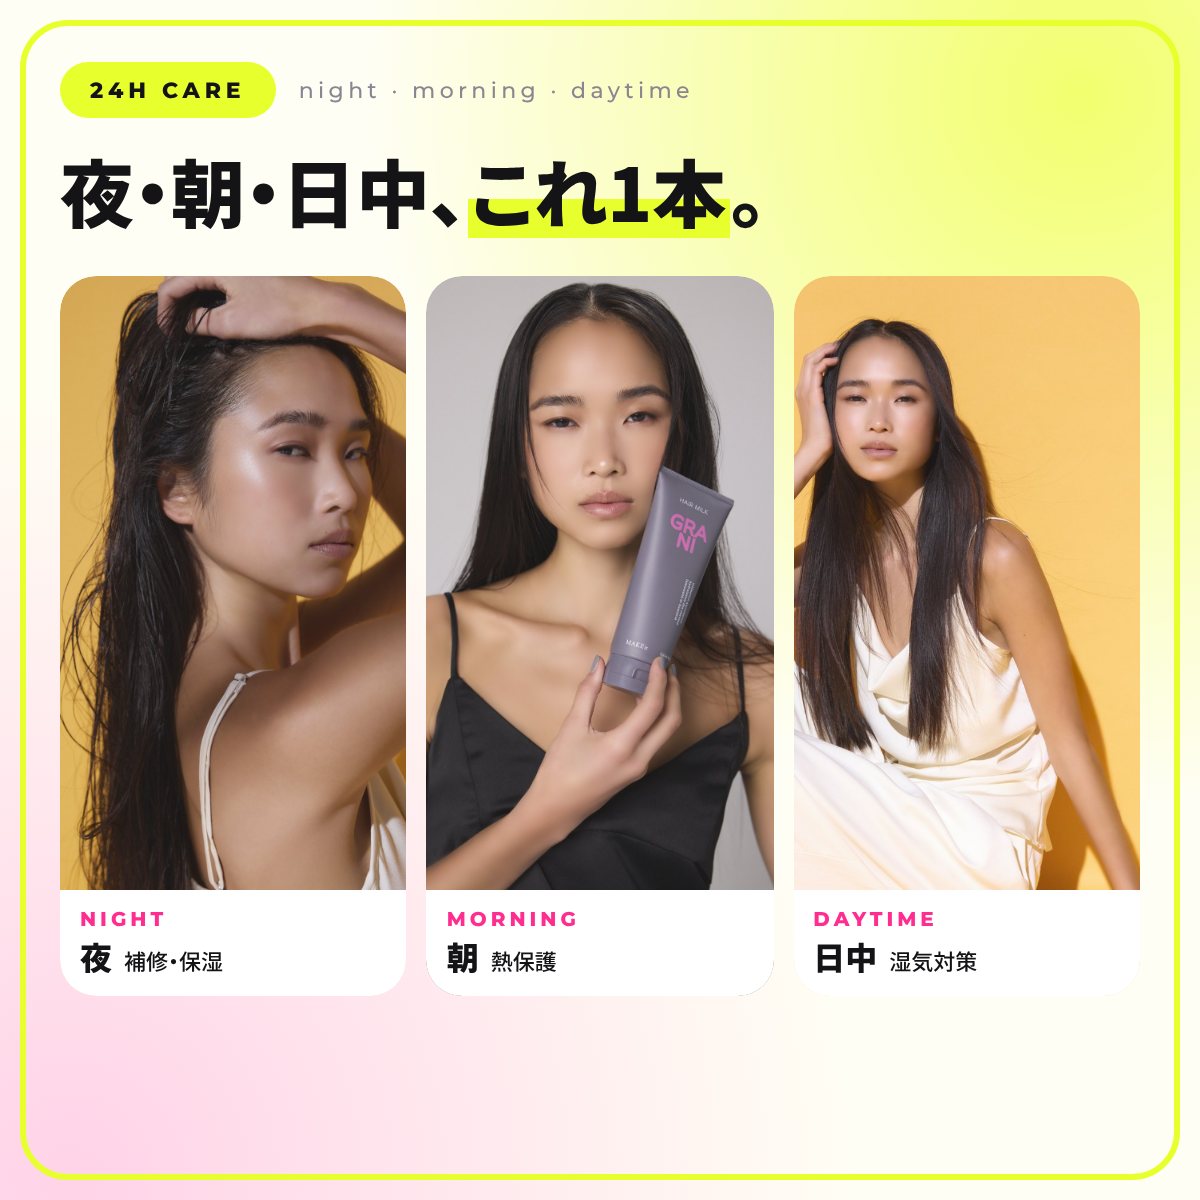 24H CARE
night · morning · daytime
夜・朝・日中、これ1本。
HAIR MILK
GRA
NI
NIGHT
夜 補修・保湿
MORNING
朝 熱保護
DAYTIME
日中 湿気対策